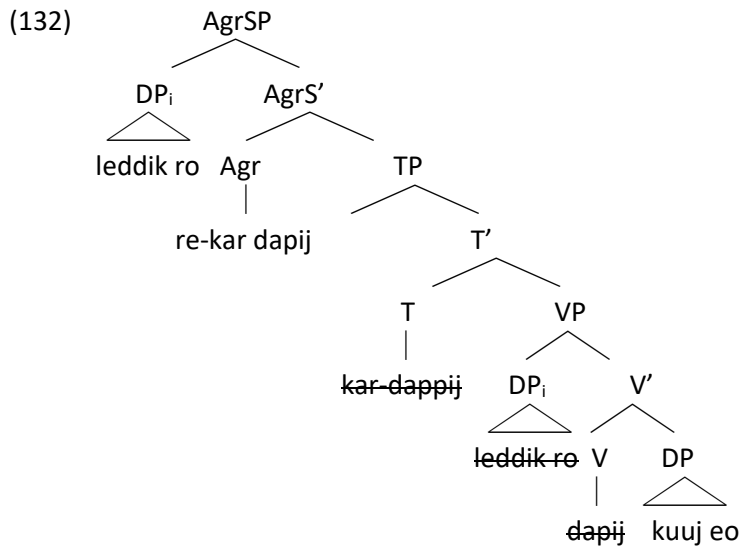 (132) AgrSP
DPi AgrS’
leddik ro Agr TP
re-kar dapij T’
T VP
kar-dappij DPi V’
leddik ro V DP
dapij kuuj eo